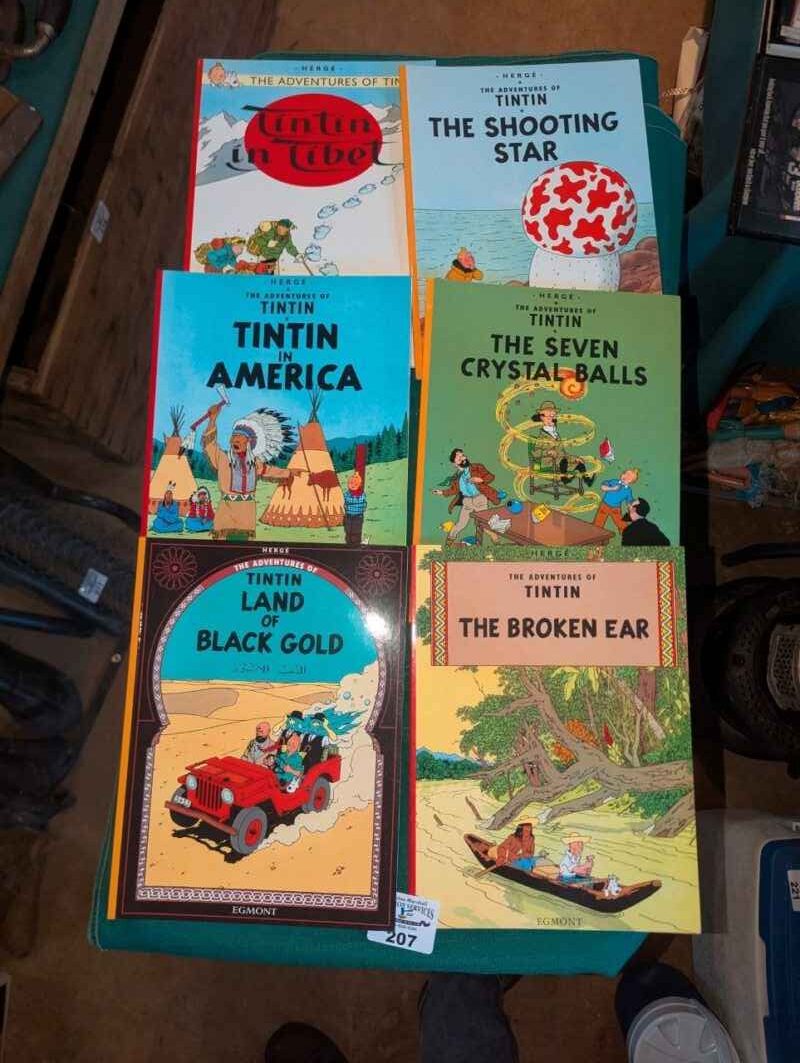 HERGÉ
THE ADVENTURES OF TIN
Tintin
in Tibet
HERGÉ
THE ADVENTURES OF
TINTIN
THE SHOOTING
STAR
HERGÉ
THE ADVENTURES OF
TINTIN
TINTIN
IN
AMERICA
HERGÉ
THE ADVENTURES OF
TINTIN
THE SEVEN
CRYSTAL BALLS
HERGÉ
THE ADVENTURES OF
TINTIN
LAND
OF
BLACK GOLD
EGMONT
HERGÉ
THE ADVENTURES OF
TINTIN
THE BROKEN EAR
EGMONT
SERVICES
207
221